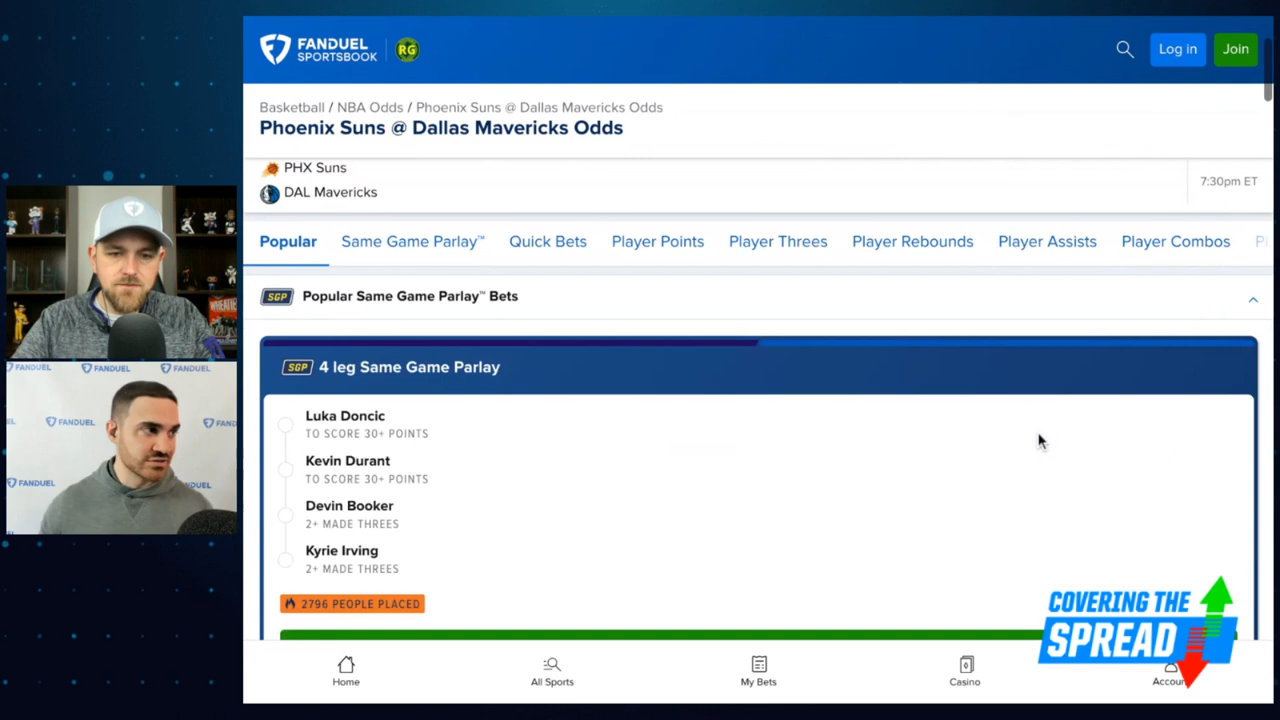 FANDUEL
SPORTSBOOK
RG
Log in
Join
Basketball / NBA Odds / Phoenix Suns @ Dallas Mavericks Odds
Phoenix Suns @ Dallas Mavericks Odds
PHX Suns
DAL Mavericks
7:30pm ET
Popular
Same Game Parlay™
Quick Bets
Player Points
Player Threes
Player Rebounds
Player Assists
Player Combos
SGP Popular Same Game Parlay™ Bets
SGP 4 leg Same Game Parlay
Luka Doncic
TO SCORE 30+ POINTS
Kevin Durant
TO SCORE 30+ POINTS
Devin Booker
2+ MADE THREES
Kyrie Irving
2+ MADE THREES
2796 PEOPLE PLACED
COVERING THE
SPREAD
Home
All Sports
My Bets
Casino
Accoun
WHEATIES
FANDUEL
FANDUEL
FANDUEL
FANDUEL
FANDUEL